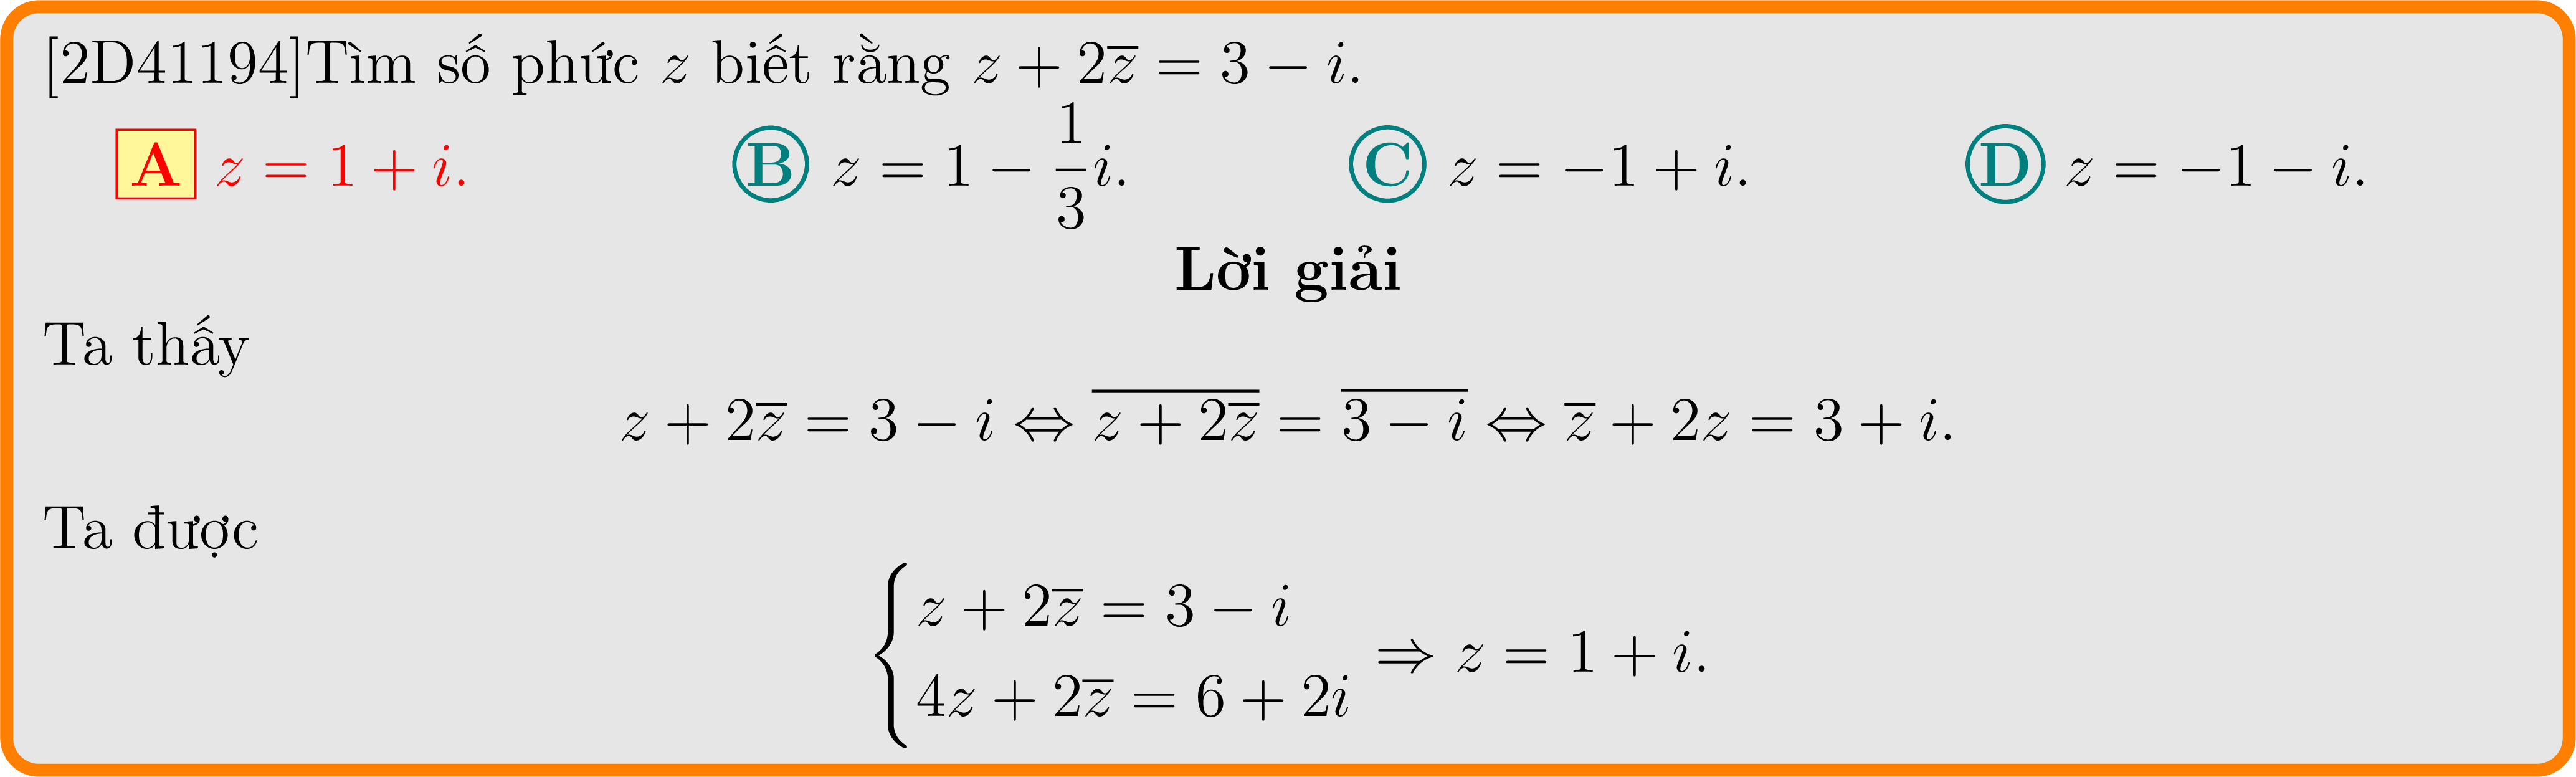 [2D41194]Tìm số phức $z$ biết rằng $z + 2\overline{z} = 3 - i$.
A $z = 1 + i$. B $z = 1 - \dfrac{1}{3}i$. C $z = -1 + i$. D $z = -1 - i$.
Lời giải
Ta thấy
$z + 2\overline{z} = 3 - i \Leftrightarrow \overline{z + 2\overline{z}} = \overline{3 - i} \Leftrightarrow \overline{z} + 2z = 3 + i.$
Ta được
$\begin{cases} z + 2\overline{z} = 3 - i \\ 4z + 2\overline{z} = 6 + 2i \end{cases} \Rightarrow z = 1 + i.$